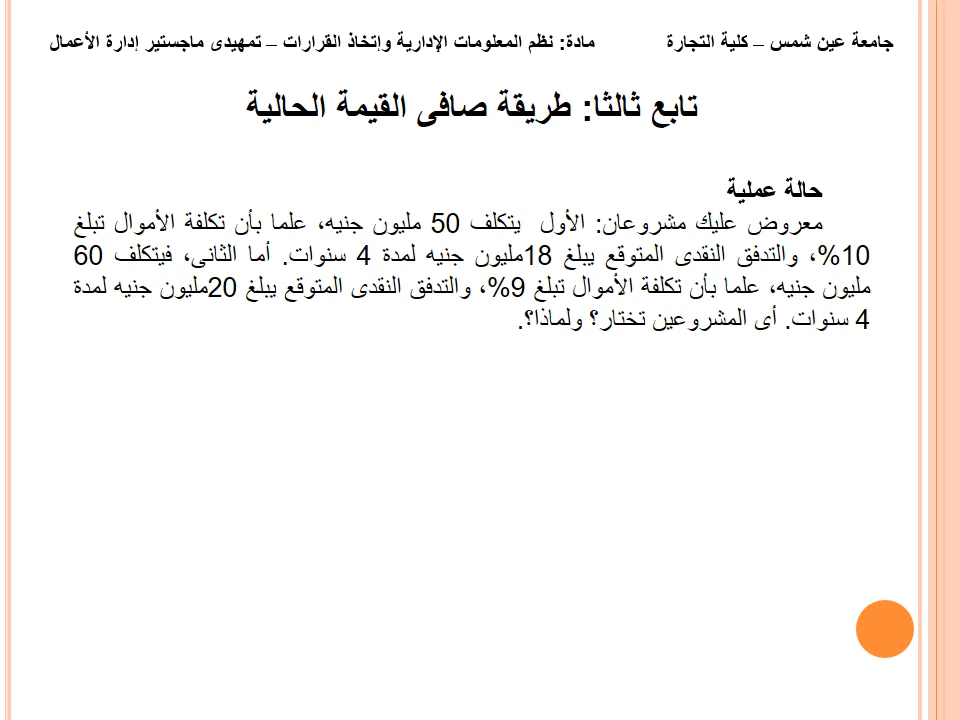 جامعة عين شمس – كلية التجارة مادة: نظم المعلومات الإدارية وإتخاذ القرارات – تمهيدى ماجستير إدارة الأعمال
تابع ثالثا: طريقة صافى القيمة الحالية
حالة عملية
معروض عليك مشروعان: الأول يتكلف 50 مليون جنيه، علما بأن تكلفة الأموال تبلغ
10%، والتدفق النقدى المتوقع يبلغ 18مليون جنيه لمدة 4 سنوات. أما الثانى، فيتكلف 60
مليون جنيه، علما بأن تكلفة الأموال تبلغ 9%، والتدفق النقدى المتوقع يبلغ 20مليون جنيه لمدة
4 سنوات. أى المشروعين تختار؟ ولماذا؟.